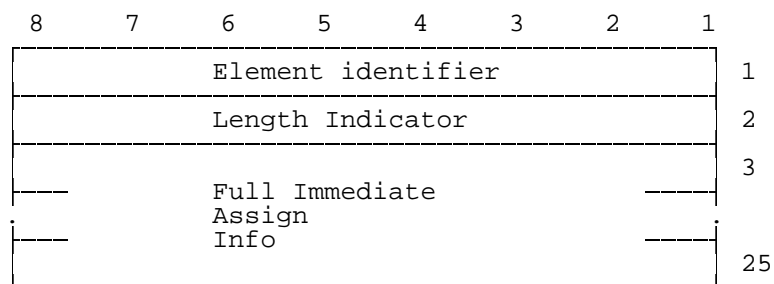 8 7 6 5 4 3 2 1
Element identifier 1
Length Indicator 2
3
Full Immediate
Assign
Info
25